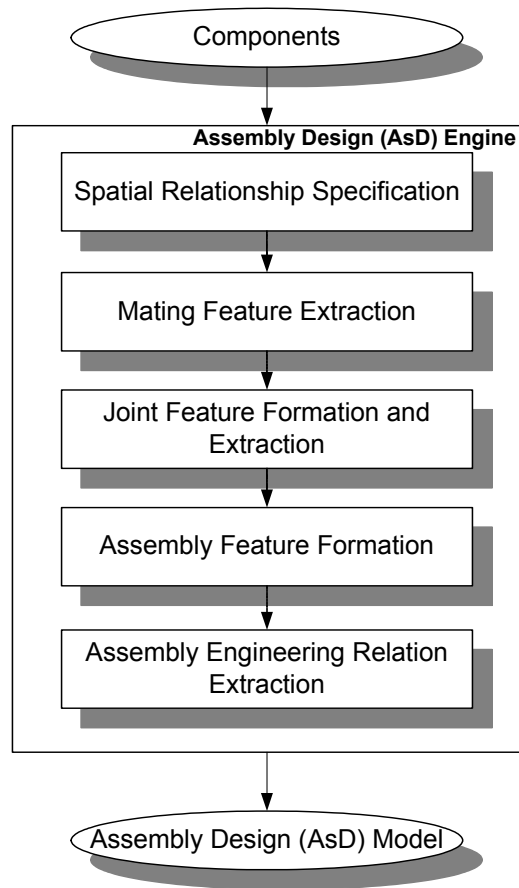 Components
Assembly Design (AsD) Engine
Spatial Relationship Specification
Mating Feature Extraction
Joint Feature Formation and
Extraction
Assembly Feature Formation
Assembly Engineering Relation
Extraction
Assembly Design (AsD) Model